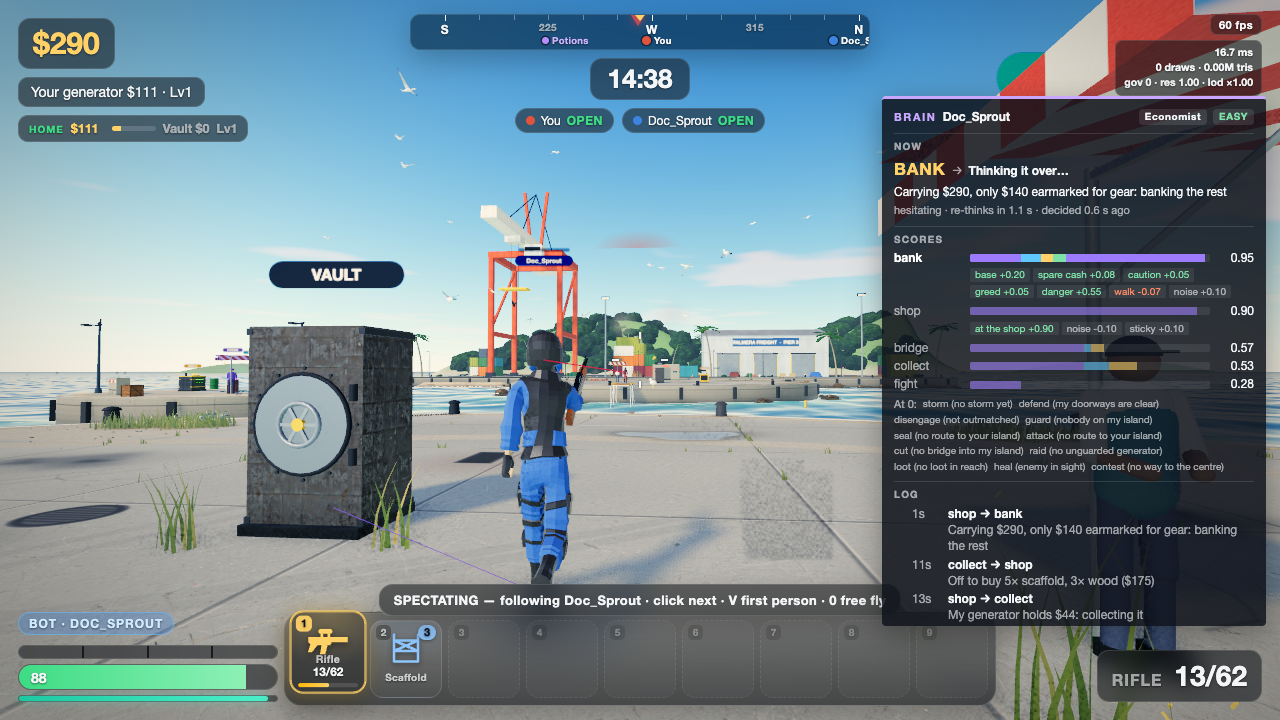 $290
Your generator $111 · Lv1
HOME $111 Vault $0 Lv1
S 225 W 315 N
Potions You Doc_S
14:38
You OPEN Doc_Sprout OPEN
60 fps
16.7 ms
0 draws · 0.00M tris
gov 0 · res 1.00 · lod ×1.00
BRAIN Doc_Sprout Economist EASY
NOW
BANK → Thinking it over…
Carrying $290, only $140 earmarked for gear: banking the rest
hesitating · re-thinks in 1.1 s · decided 0.6 s ago
SCORES
bank 0.95
base +0.20 spare cash +0.08 caution +0.05
greed +0.05 danger +0.55 walk -0.07 noise +0.10
shop 0.90
at the shop +0.90 noise -0.10 sticky +0.10
bridge 0.57
collect 0.53
fight 0.28
At 0: storm (no storm yet) defend (my doorways are clear)
disengage (not outmatched) guard (nobody on my island)
seal (no route to your island) attack (no route to your island)
cut (no bridge into my island) raid (no unguarded generator)
loot (no loot in reach) heal (enemy in sight) contest (no way to the centre)
LOG
1s shop → bank
Carrying $290, only $140 earmarked for gear: banking
the rest
11s collect → shop
Off to buy 5× scaffold, 3× wood ($175)
13s shop → collect
My generator holds $44: collecting it
VAULT
Doc_Sprout
PALMERA FREIGHT - PIER
SPECTATING — following Doc_Sprout · click next · V first person · 0 free fly
BOT · DOC_SPROUT
88
1 Rifle 13/62
2 3 Scaffold
3 4 5 6 7 8 9
RIFLE 13/62